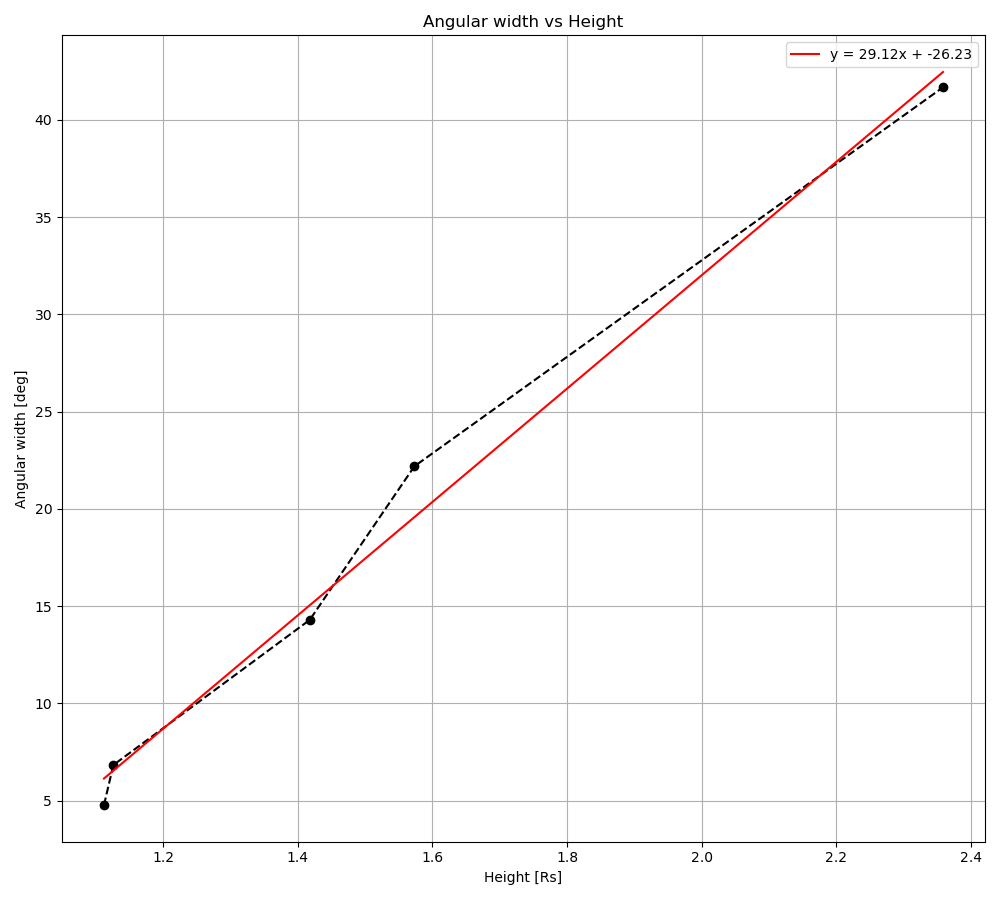 Angular width vs Height
y = 29.12x + -26.23
Angular width [deg]
40
35
30
25
20
15
10
5
1.2 1.4 1.6 1.8 2.0 2.2 2.4
Height [Rs]